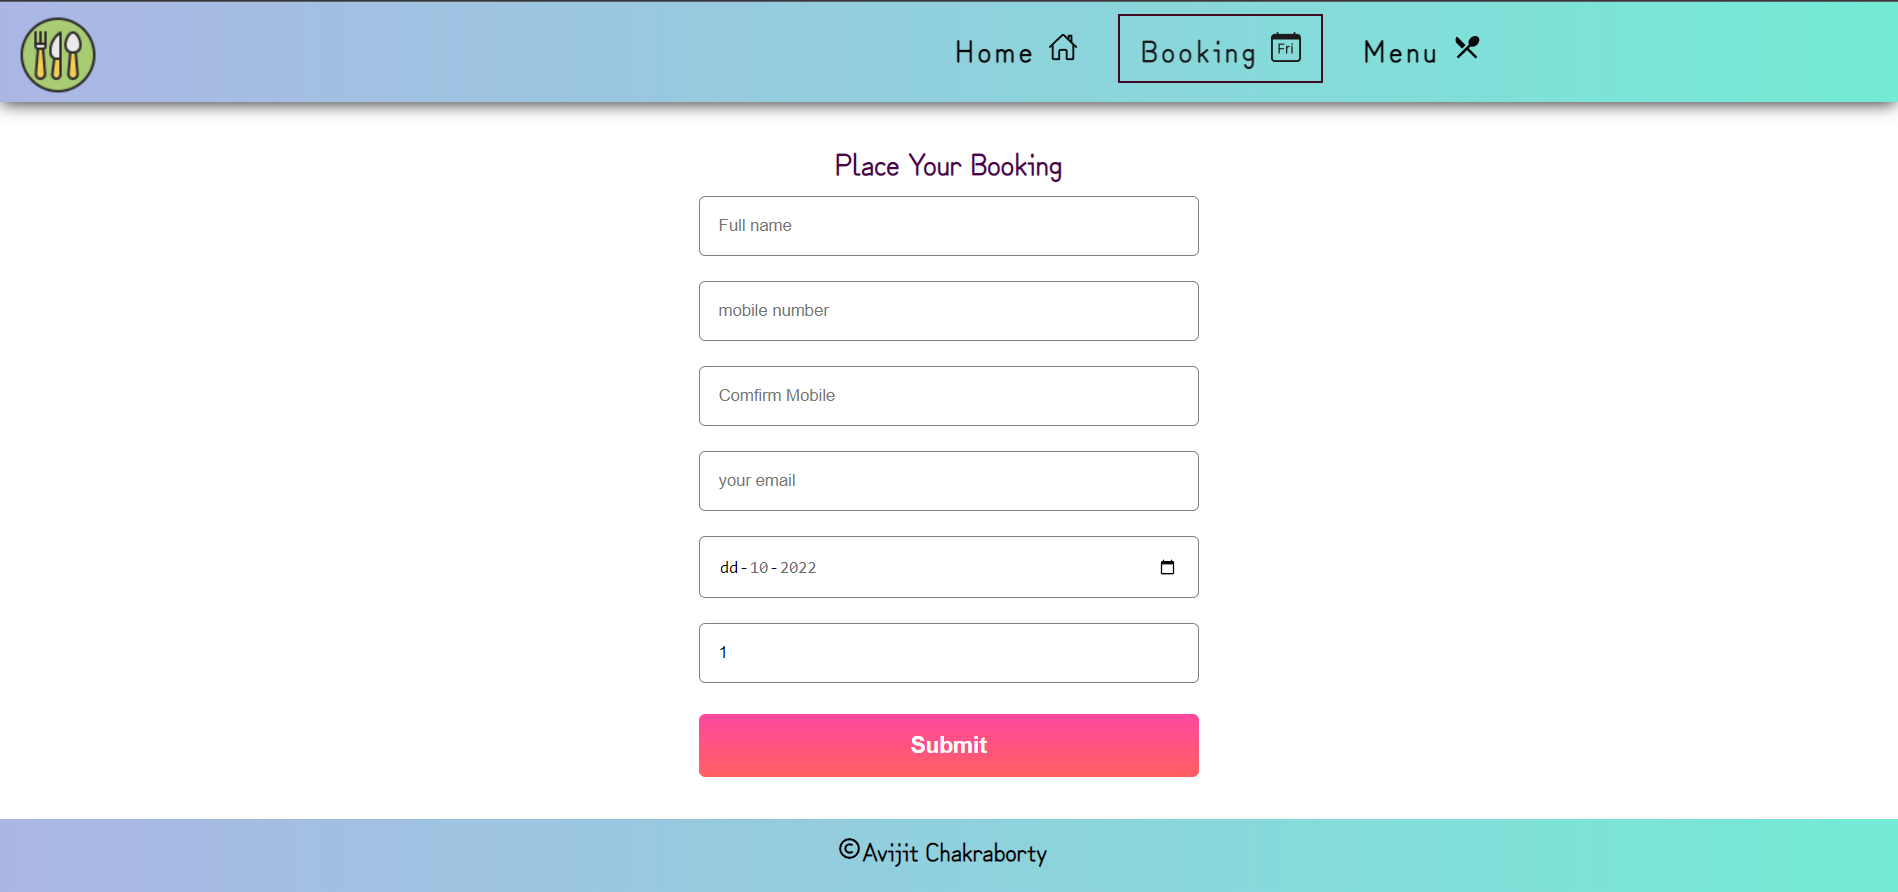 Home Booking Fri Menu
Place Your Booking
Full name
mobile number
Comfirm Mobile
your email
dd-10-2022
1
Submit
©Avijit Chakraborty